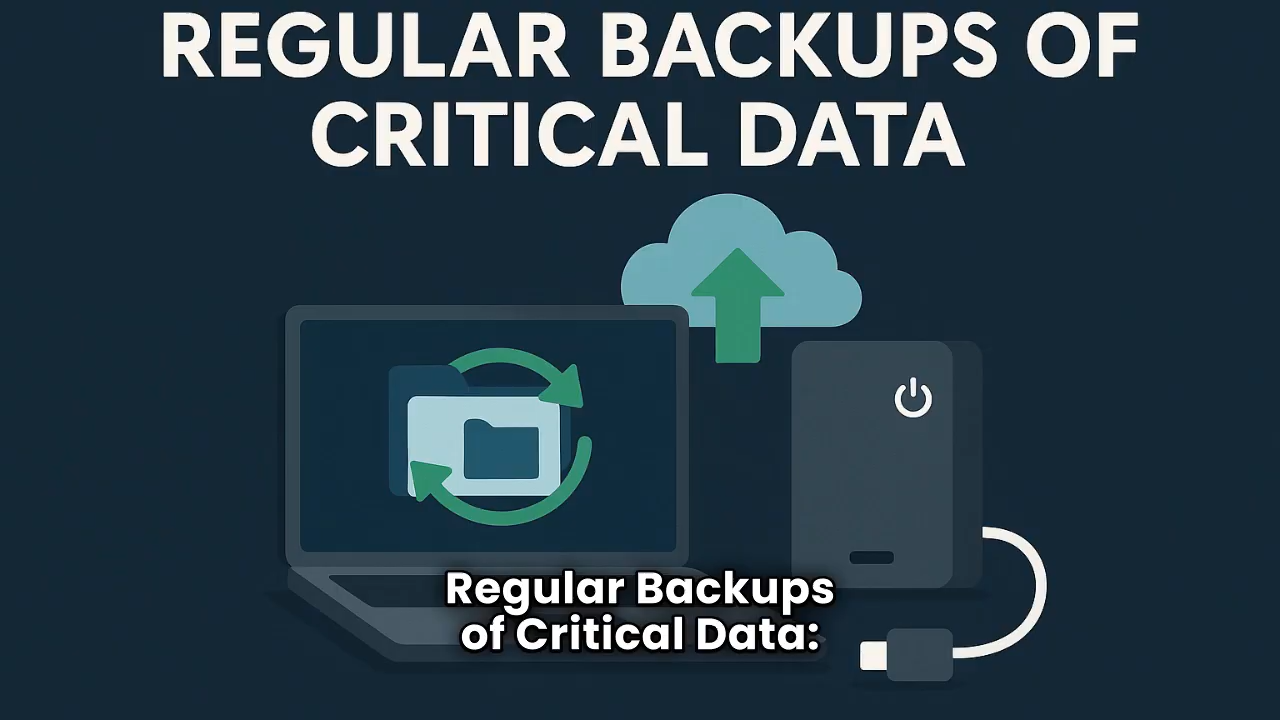 REGULAR BACKUPS OF
CRITICAL DATA
Regular Backups
of Critical Data: